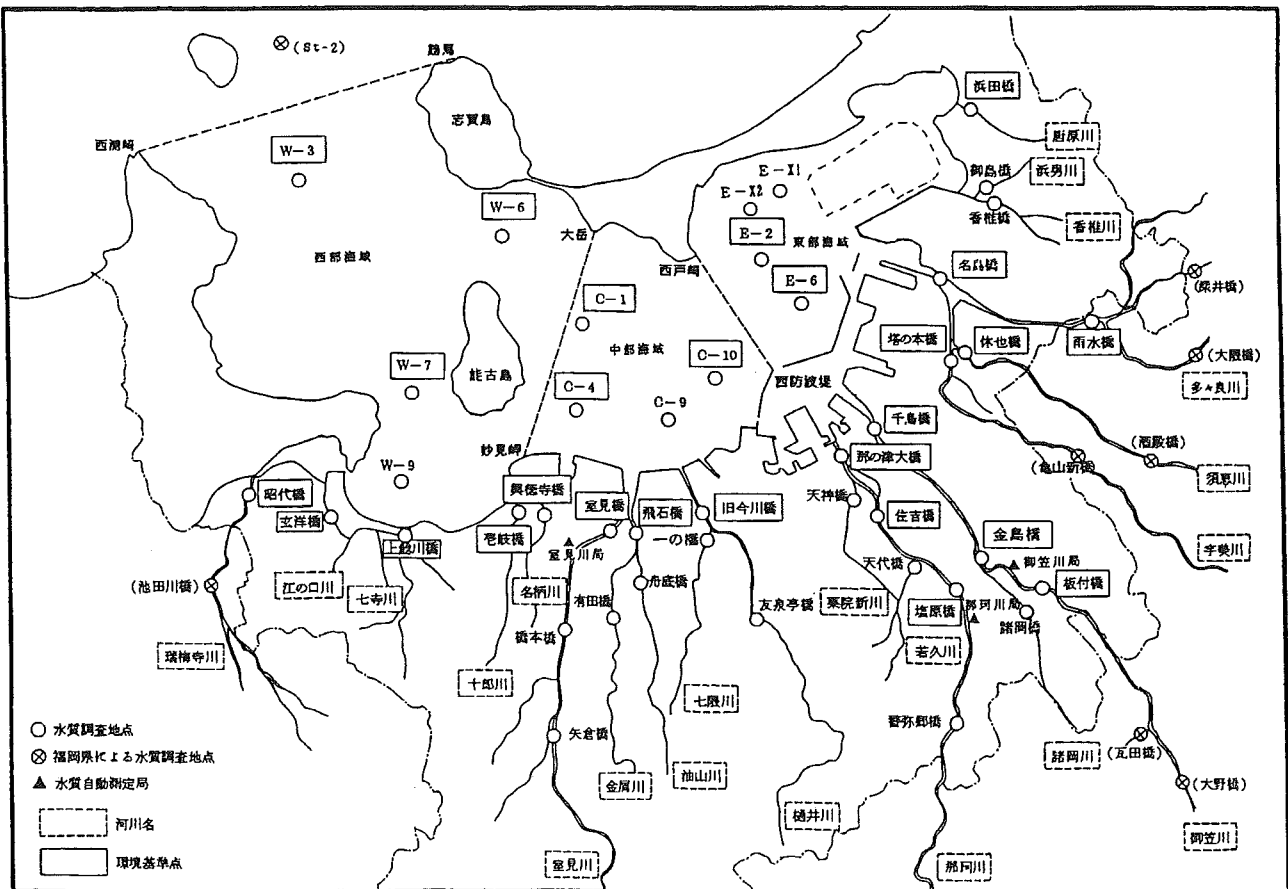 (St-2)
勝馬
浜田橋
志賀島
唐原川
西浦崎
W-3
御島橋
浜男川
E-X1
E-X2
W-6
香椎橋
香椎川
大岳
E-2
東部海域
西部海域
西戸崎
名島橋
(深井橋)
E-6
C-1
塔の本橋
休也橋
雨水橋
(大隈橋)
中部海域
C-10
多々良川
W-7
能古島
西防波堤
C-4
C-9
千鳥橋
(酒殿橋)
妙見岬
那の津大橋
(亀山新橋)
須恵川
W-9
昭代橋
興徳寺橋
室見橋
飛石橋
旧今川橋
天神橋
住吉橋
玄洋橋
壱岐橋
一の橋
金島橋
宇美川
上鯰川橋
室見川局
御笠川局
(池田川橋)
江の口川
七寺川
名柄川
有田橋
舟底橋
天代橋
板付橋
薬院新川
塩原橋
那珂川局
諸岡橋
友泉亭橋
橋本橋
若久川
瑞梅寺川
十郎川
七隈川
警弥郷橋
矢倉橋
諸岡川
(瓦田橋)
金屑川
油山川
(大野橋)
樋井川
御笠川
室見川
那珂川
水質調査地点
福岡県による水質調査地点
水質自動測定局
河川名
環境基準点